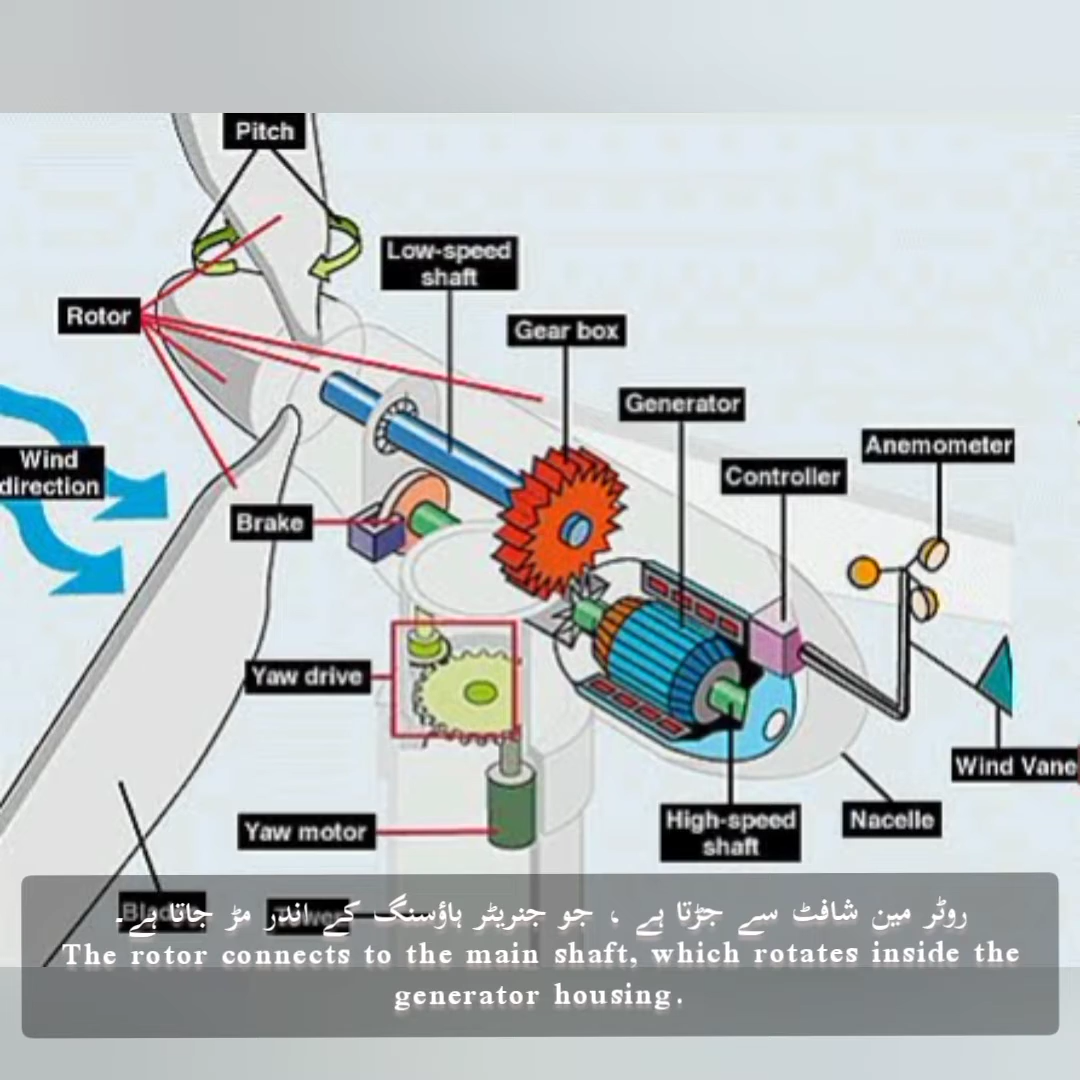 Pitch
Low-speed
shaft
Rotor
Gear box
Generator
Anemometer
Controller
Wind
direction
Brake
Yaw drive
Wind Vane
High-speed
shaft
Nacelle
Yaw motor
Blades
Tower
روٹر مین شافٹ سے جڑتا ہے ، جو جنریٹر ہاؤسنگ کے اندر مڑ جاتا ہے۔
The rotor connects to the main shaft, which rotates inside the
generator housing.